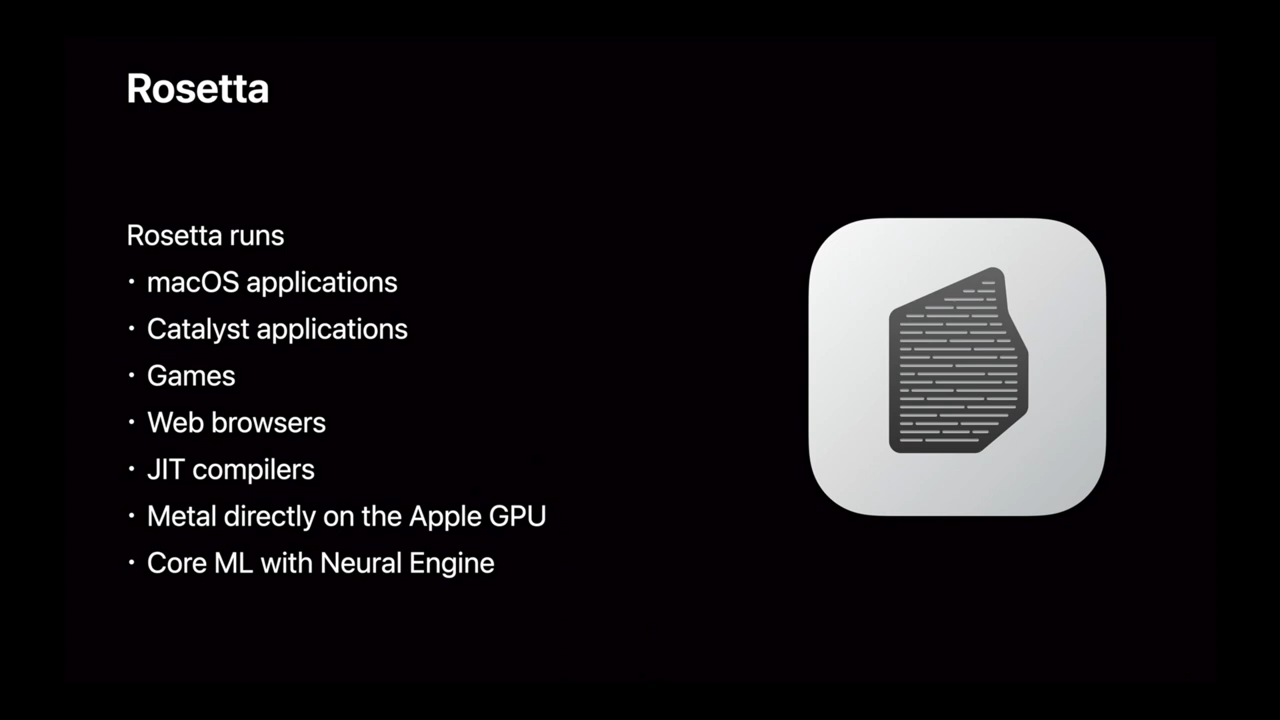 Rosetta
Rosetta runs
• macOS applications
• Catalyst applications
• Games
• Web browsers
• JIT compilers
• Metal directly on the Apple GPU
• Core ML with Neural Engine